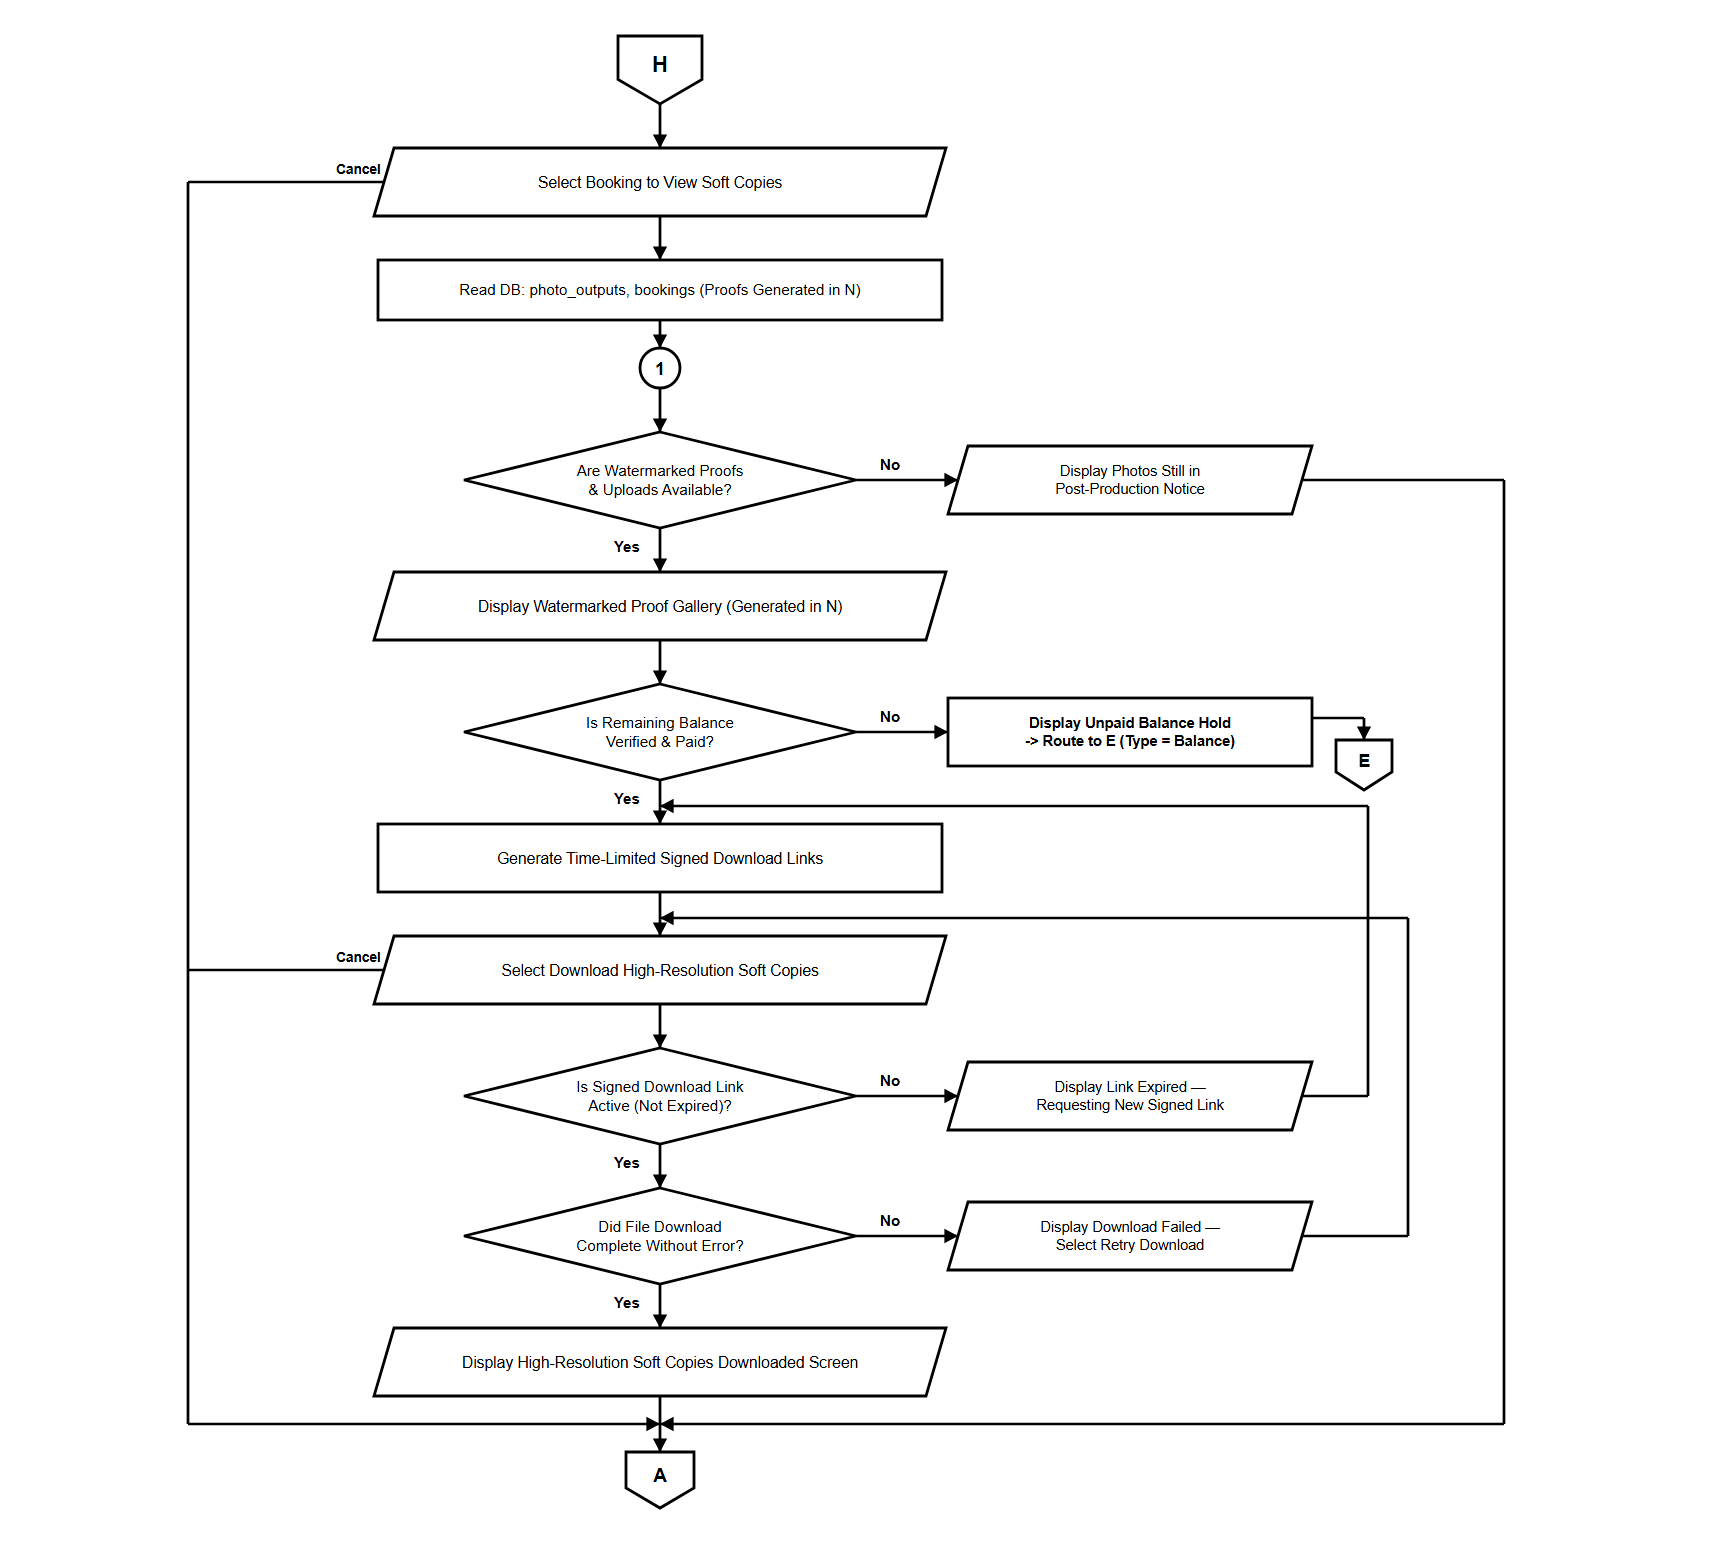 H
Cancel
Select Booking to View Soft Copies
Read DB: photo_outputs, bookings (Proofs Generated in N)
1
Are Watermarked Proofs
& Uploads Available?
No
Display Photos Still in
Post-Production Notice
Yes
Display Watermarked Proof Gallery (Generated in N)
Is Remaining Balance
Verified & Paid?
No
Display Unpaid Balance Hold
-> Route to E (Type = Balance)
E
Yes
Generate Time-Limited Signed Download Links
Cancel
Select Download High-Resolution Soft Copies
Is Signed Download Link
Active (Not Expired)?
No
Display Link Expired —
Requesting New Signed Link
Yes
Did File Download
Complete Without Error?
No
Display Download Failed —
Select Retry Download
Yes
Display High-Resolution Soft Copies Downloaded Screen
A